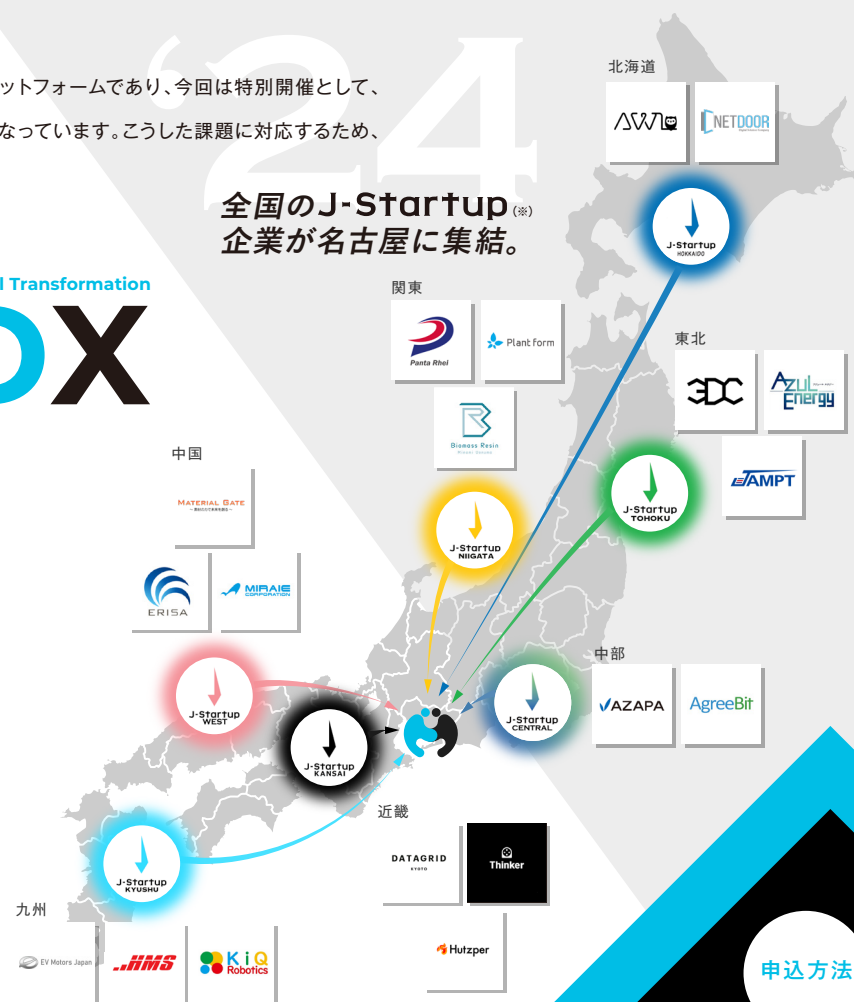 '24
ットフォームであり、今回は特別開催として、
なっています。こうした課題に対応するため、
全国のJ-Startup(※)
企業が名古屋に集結。
l Transformation
DX
北海道
AWL
NETDOOR
J-Startup
HOKKAIDO
関東
Panta Rhei
Plant form
Biomass Resin
東北
3DC
AZUL
Energy
TAMPT
J-Startup
NIIGATA
J-Startup
TOHOKU
中国
MATERIAL GATE
ERISA
MIRAIE
CORPORATION
J-Startup
WEST
J-Startup
KANSAI
J-Startup
CENTRAL
中部
AZAPA
AgreeBit
J-Startup
KYUSHU
近畿
DATAGRID
KYOTO
Thinker
Hutzper
九州
EV Motors Japan
HMS
KiQ
Robotics
申込方法